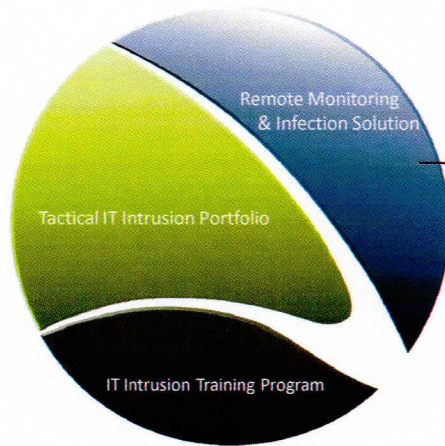 Remote Monitoring
& Infection Solution
Tactical IT Intrusion Portfolio
IT Intrusion Training Program